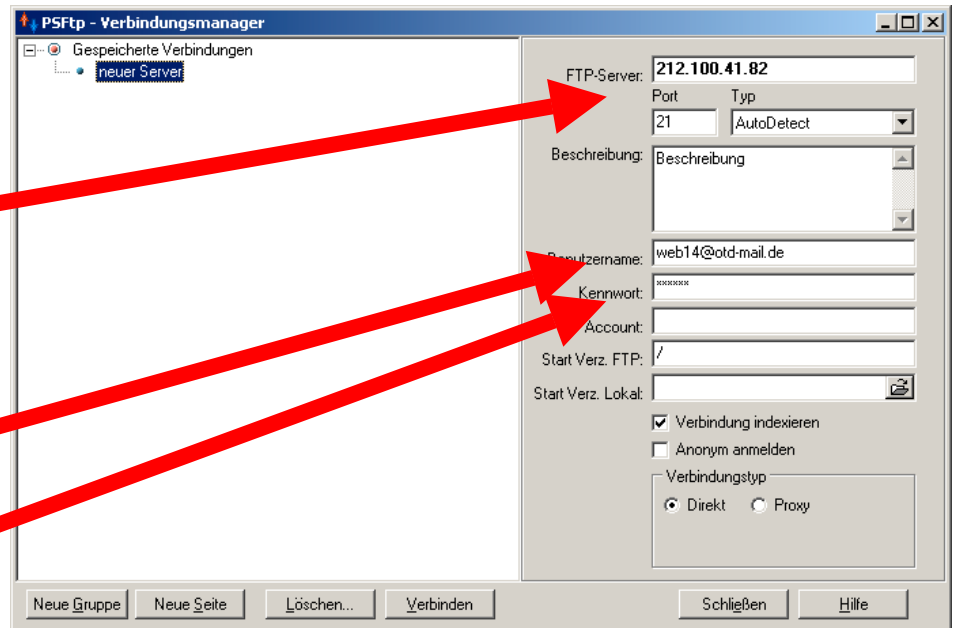 PSFtp - Verbindungsmanager
Gespeicherte Verbindungen
neuer Server
FTP-Server: 212.100.41.82
Port Typ
21 AutoDetect
Beschreibung: Beschreibung
Benutzername: web14@otd-mail.de
Kennwort: ******
Account:
Start Verz. FTP: /
Start Verz. Lokal:
Verbindung indexieren
Anonym anmelden
Verbindungstyp
Direkt Proxy
Neue Gruppe Neue Seite Löschen... Verbinden Schließen Hilfe